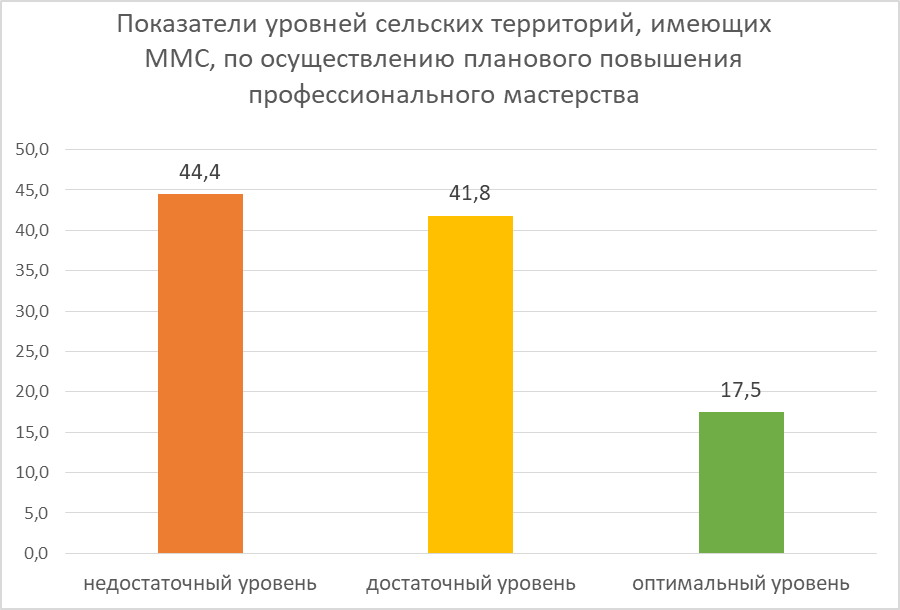 Показатели уровней сельских территорий, имеющих
ММС, по осуществлению планового повышения
профессионального мастерства
50,0
45,0
40,0
35,0
30,0
25,0
20,0
15,0
10,0
5,0
0,0
44,4
41,8
17,5
недостаточный уровень
достаточный уровень
оптимальный уровень